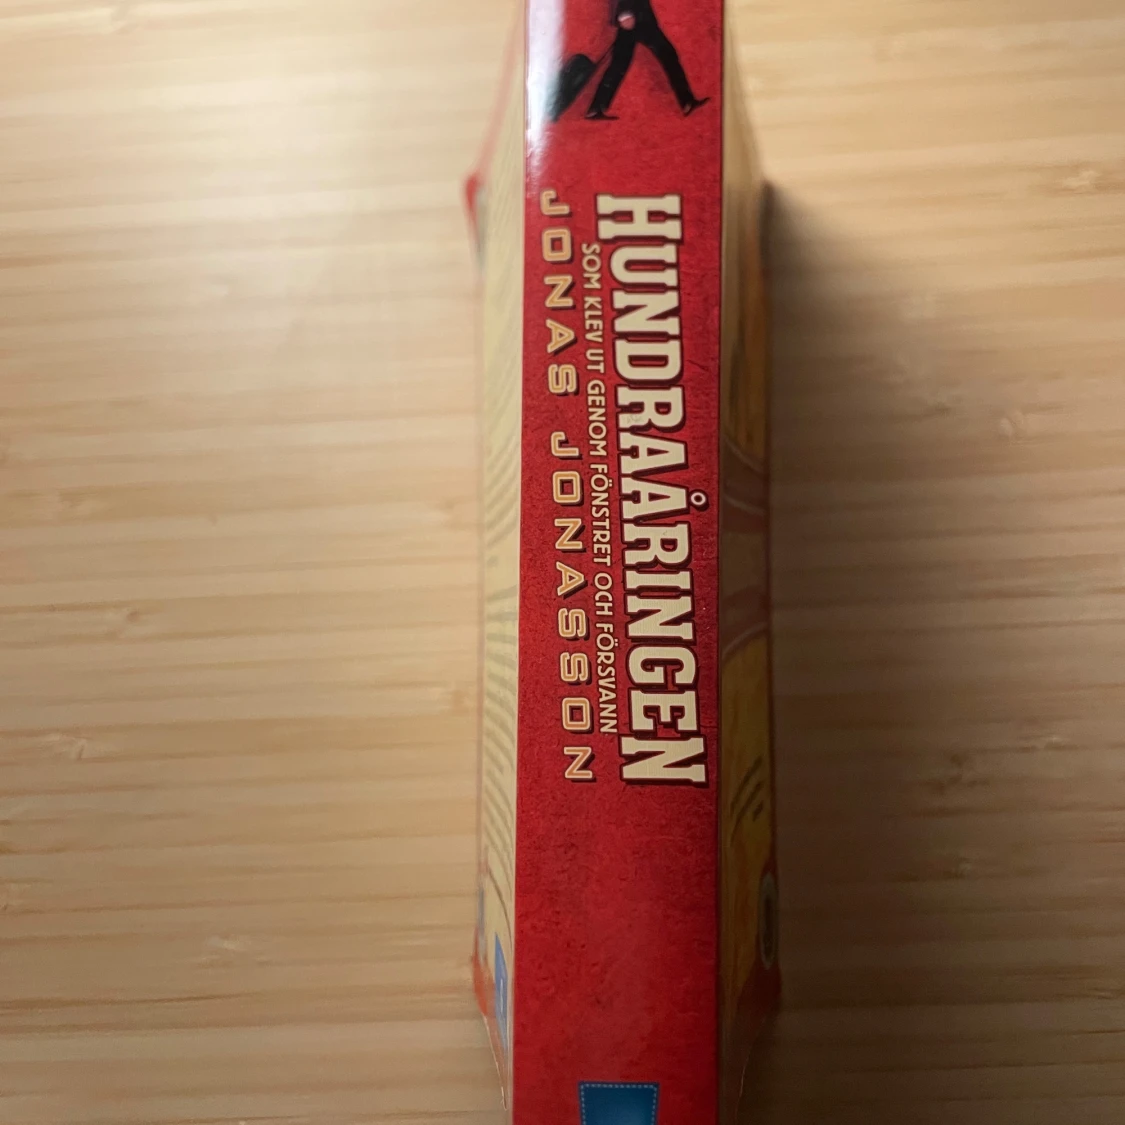 HUNDRAÅRINGEN
SOM KLEV UT GENOM FÖNSTRET OCH FÖRSVANN
JONAS JONASSON